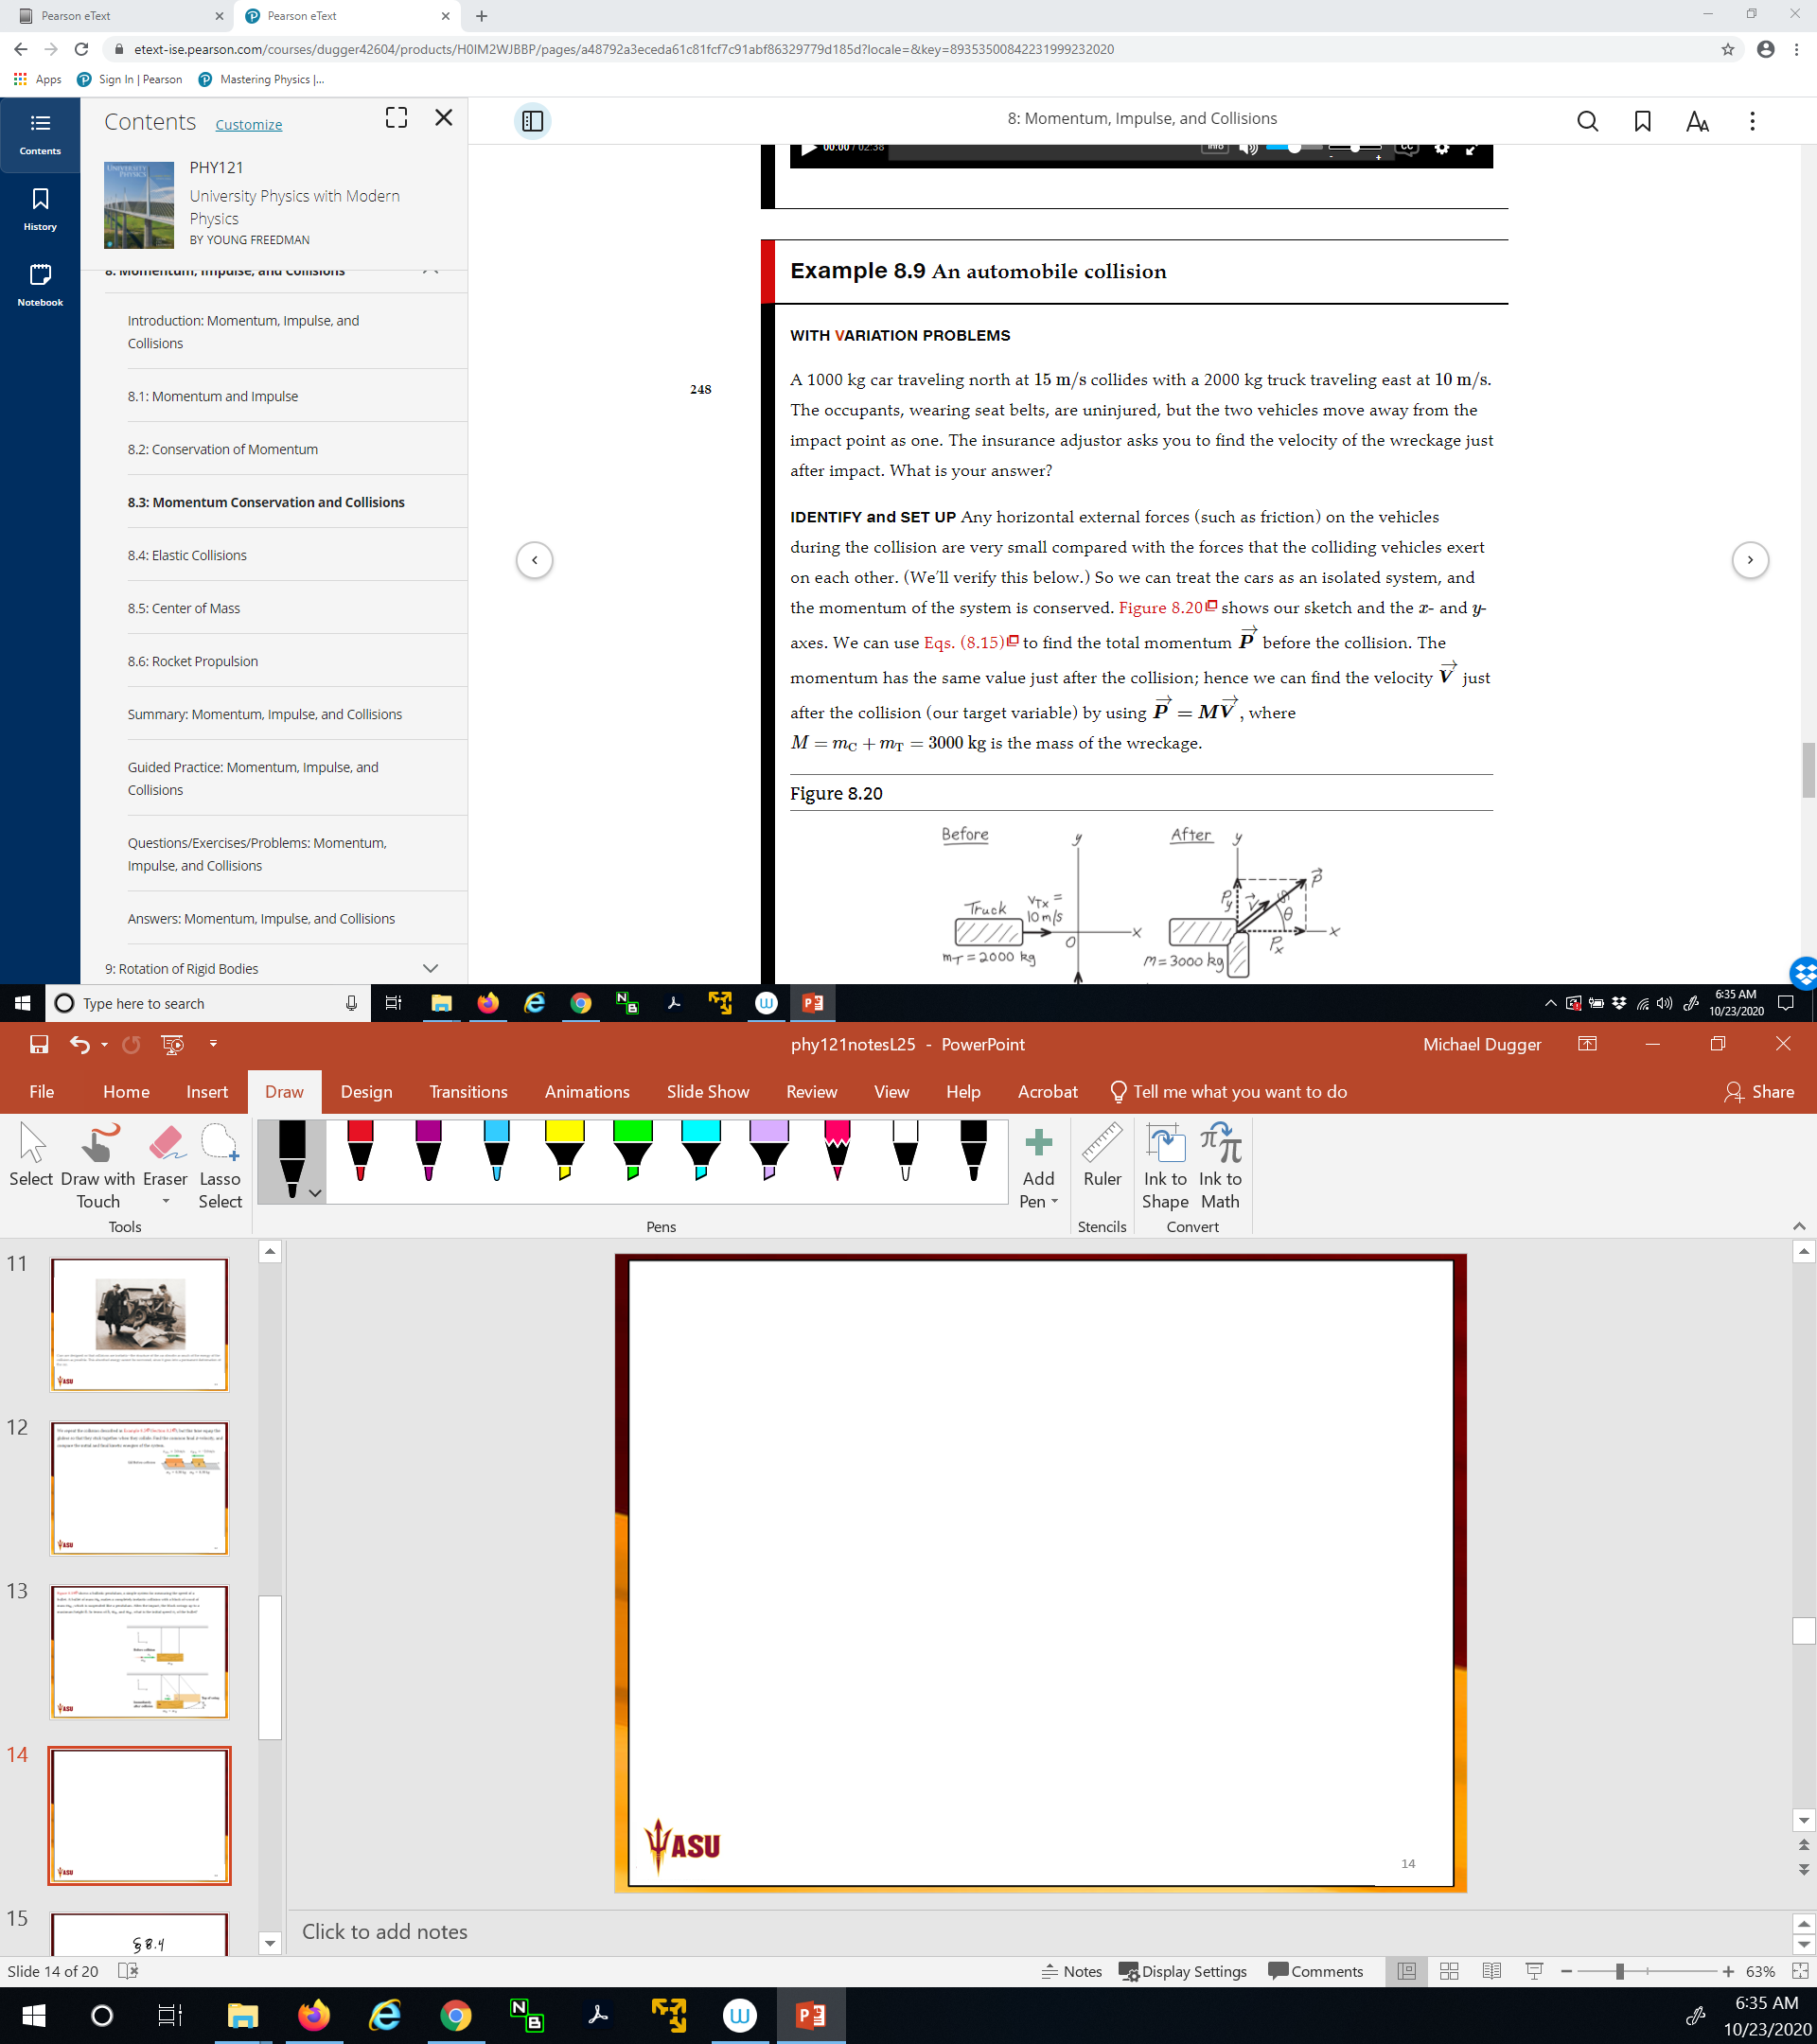 Pearson eText
Pearson eText
etext-ise.pearson.com/courses/dugger42604/products/H0IM2WJBBP/pages/a48792a3eceda61c81fcf7c91abf86329779d185d?locale=&key=89353500842231999232020
Apps
Sign In | Pearson
Mastering Physics |...
Contents
History
Notebook
Contents
Customize
PHY121
University Physics with Modern
Physics
BY YOUNG FREEDMAN
8: Momentum, Impulse, and Collisions
Introduction: Momentum, Impulse, and
Collisions
8.1: Momentum and Impulse
8.2: Conservation of Momentum
8.3: Momentum Conservation and Collisions
8.4: Elastic Collisions
8.5: Center of Mass
8.6: Rocket Propulsion
Summary: Momentum, Impulse, and Collisions
Guided Practice: Momentum, Impulse, and
Collisions
Questions/Exercises/Problems: Momentum,
Impulse, and Collisions
Answers: Momentum, Impulse, and Collisions
9: Rotation of Rigid Bodies
8: Momentum, Impulse, and Collisions
00:00 / 02:38
Info
CC
Example 8.9 An automobile collision
WITH VARIATION PROBLEMS
248
A 1000 kg car traveling north at 15 m/s collides with a 2000 kg truck traveling east at 10 m/s.
The occupants, wearing seat belts, are uninjured, but the two vehicles move away from the
impact point as one. The insurance adjustor asks you to find the velocity of the wreckage just
after impact. What is your answer?
IDENTIFY and SET UP Any horizontal external forces (such as friction) on the vehicles
during the collision are very small compared with the forces that the colliding vehicles exert
on each other. (We'll verify this below.) So we can treat the cars as an isolated system, and
the momentum of the system is conserved. Figure 8.20 shows our sketch and the x- and y-
axes. We can use Eqs. (8.15) to find the total momentum P⃗ before the collision. The
momentum has the same value just after the collision; hence we can find the velocity V⃗ just
after the collision (our target variable) by using P⃗ = MV⃗, where
M = mC + mT = 3000 kg is the mass of the wreckage.
Figure 8.20
Before
y
Truck
vTx =
10 m/s
x
O
mT = 2000 kg
After
y
P⃗
Py
V⃗
θ
x
Px
M = 3000 kg
Type here to search
6:35 AM
10/23/2020
phy121notesL25 - PowerPoint
Michael Dugger
File
Home
Insert
Draw
Design
Transitions
Animations
Slide Show
Review
View
Help
Acrobat
Tell me what you want to do
Share
Select
Draw with
Touch
Eraser
Lasso
Select
Tools
Pens
Add
Pen
Ruler
Stencils
Ink to
Shape
Ink to
Math
Convert
11
ASU
12
ASU
13
ASU
14
ASU
15
§8.4
ASU
14
Click to add notes
Slide 14 of 20
Notes
Display Settings
Comments
63%
6:35 AM
10/23/2020